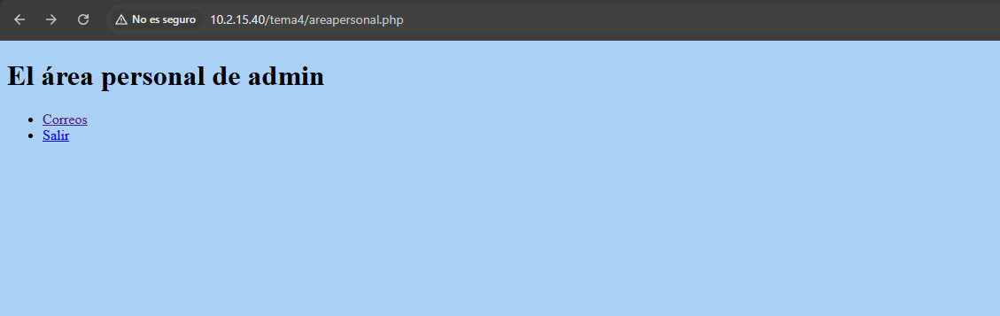 No es seguro 10.2.15.40/tema4/areapersonal.php
El área personal de admin
Correos
Salir